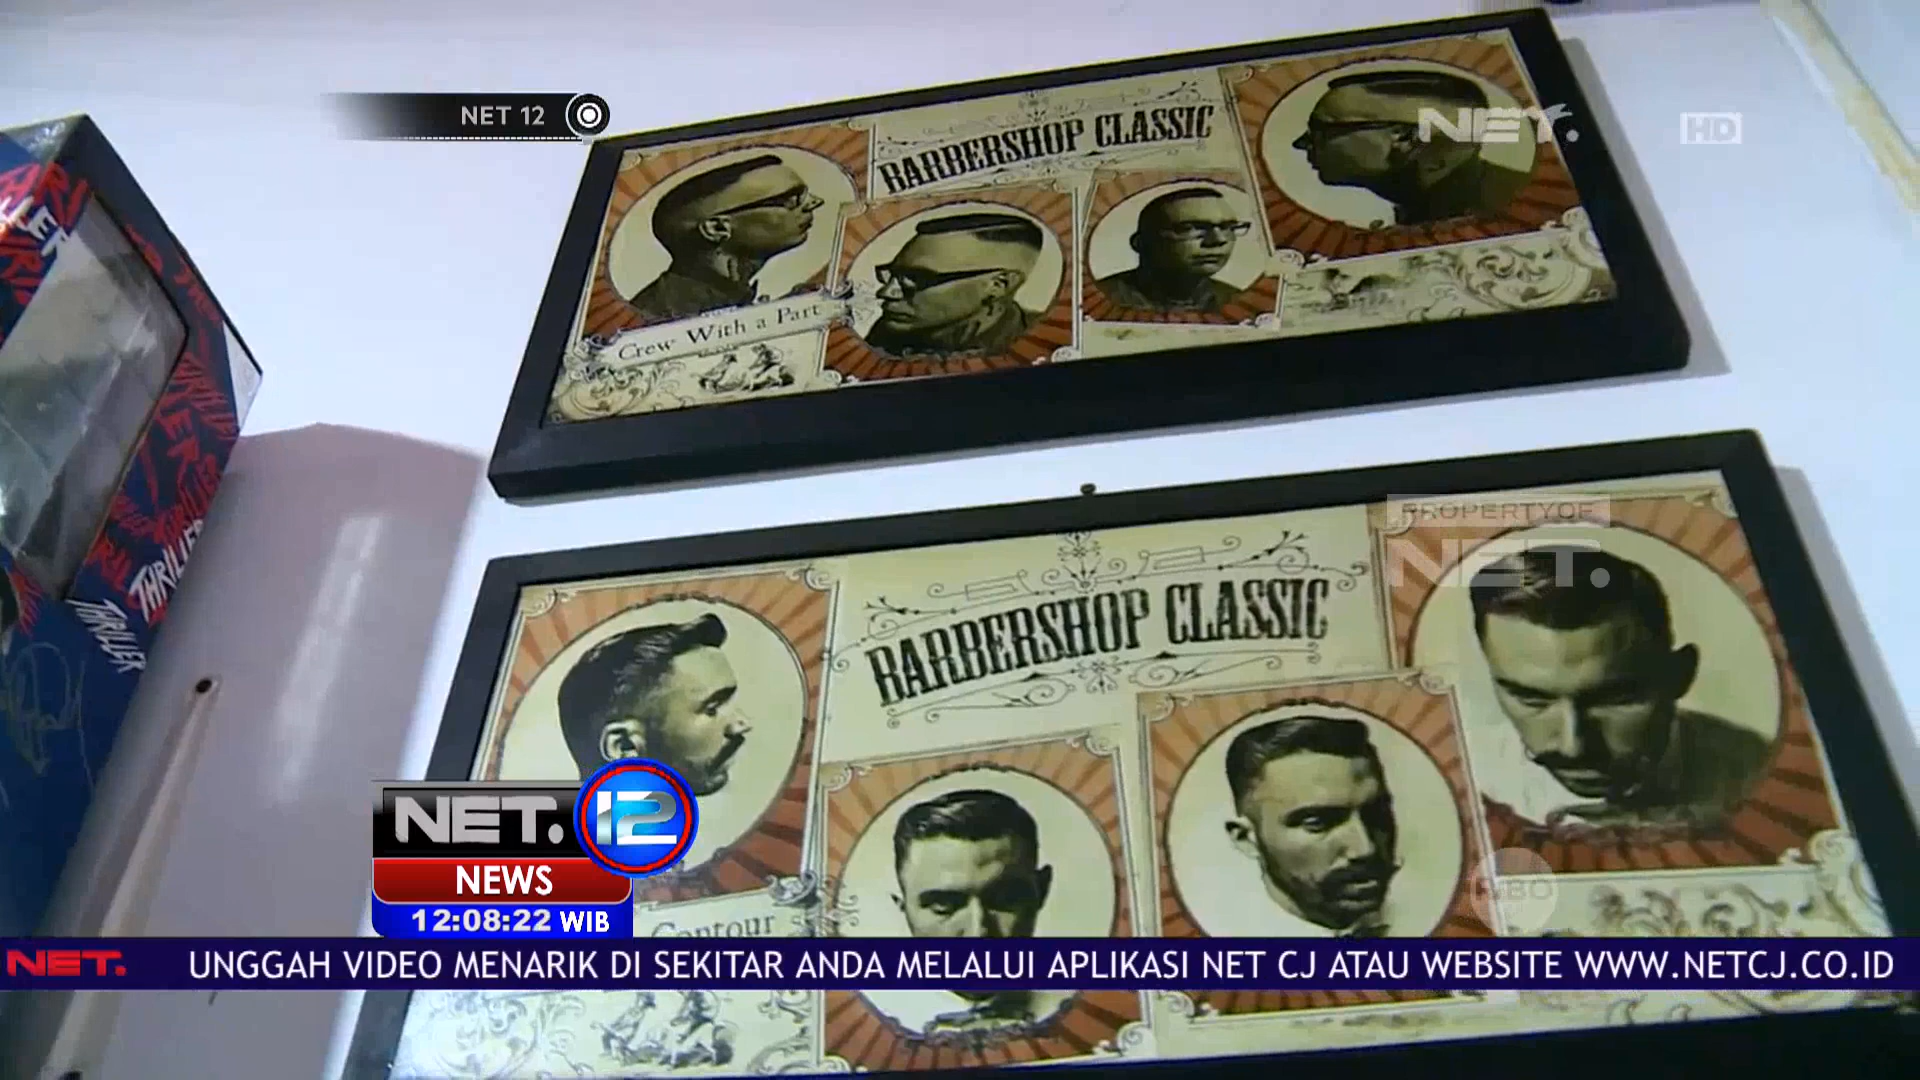 NET 12
NET.
HD
BARBERSHOP CLASSIC
Crew With a Part
THRILLER
THRILLER
PROPERTY OF
NET.
BARBERSHOP CLASSIC
Contour
NET. 12
NEWS
12:08:22 WIB
NET.
UNGGAH VIDEO MENARIK DI SEKITAR ANDA MELALUI APLIKASI NET CJ ATAU WEBSITE WWW.NETCJ.CO.ID